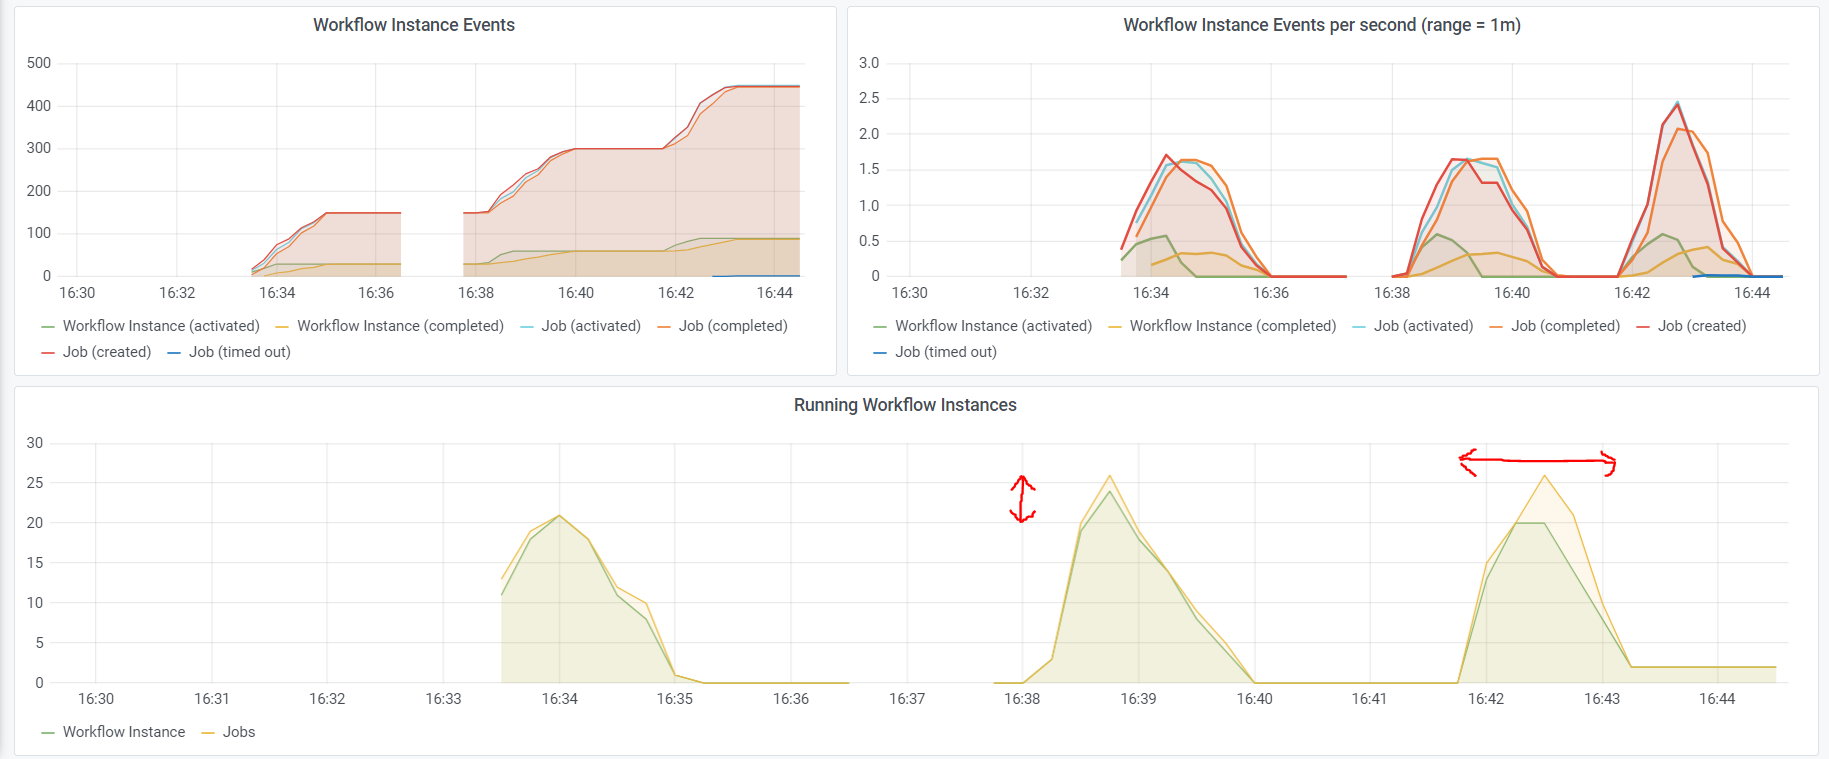 Workflow Instance Events
500
400
300
200
100
0
16:30 16:32 16:34 16:36 16:38 16:40 16:42 16:44
Workflow Instance (activated) Workflow Instance (completed) Job (activated) Job (completed)
Job (created) Job (timed out)
Workflow Instance Events per second (range = 1m)
3.0
2.5
2.0
1.5
1.0
0.5
0
16:30 16:32 16:34 16:36 16:38 16:40 16:42 16:44
Workflow Instance (activated) Workflow Instance (completed) Job (activated) Job (completed) Job (created)
Job (timed out)
Running Workflow Instances
30
25
20
15
10
5
0
16:30 16:31 16:32 16:33 16:34 16:35 16:36 16:37 16:38 16:39 16:40 16:41 16:42 16:43 16:44
Workflow Instance Jobs